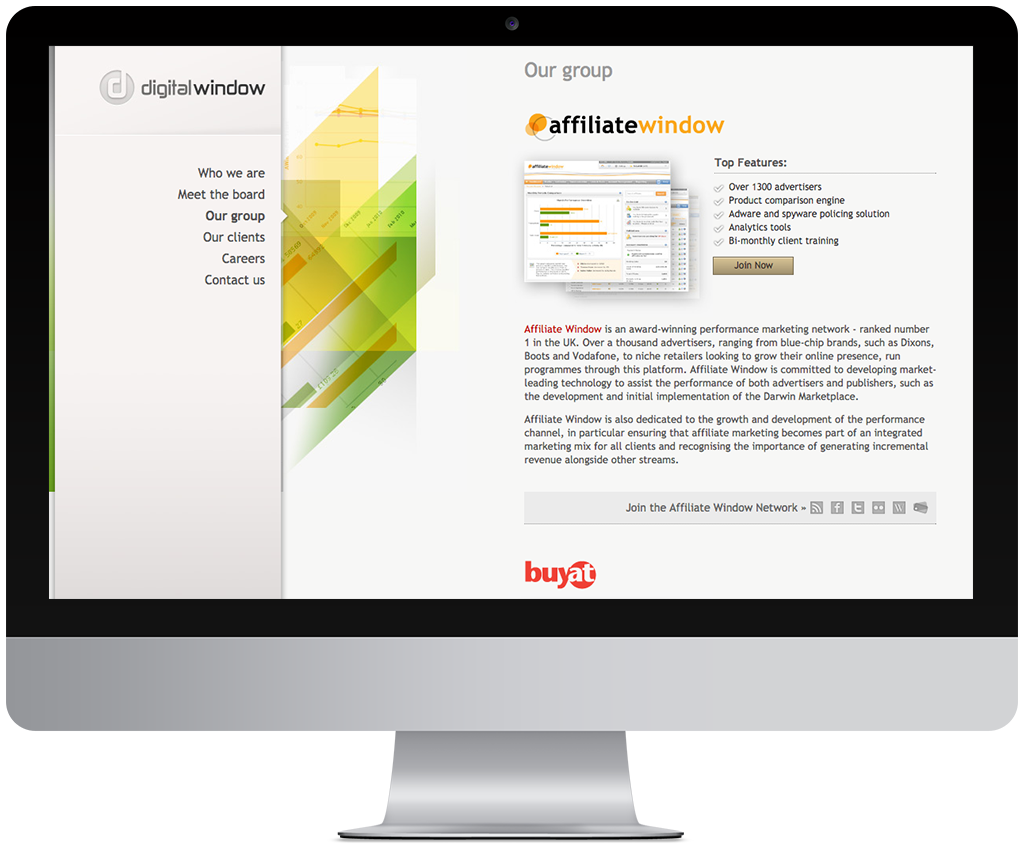 digitalwindow
Who we are
Meet the board
Our group
Our clients
Careers
Contact us
Our group
affiliatewindow
Top Features:
Over 1300 advertisers
Product comparison engine
Adware and spyware policing solution
Analytics tools
Bi-monthly client training
Join Now
Affiliate Window is an award-winning performance marketing network - ranked number
1 in the UK. Over a thousand advertisers, ranging from blue-chip brands, such as Dixons,
Boots and Vodafone, to niche retailers looking to grow their online presence, run
programmes through this platform. Affiliate Window is committed to developing market-
leading technology to assist the performance of both advertisers and publishers, such as
the development and initial implementation of the Darwin Marketplace.
Affiliate Window is also dedicated to the growth and development of the performance
channel, in particular ensuring that affiliate marketing becomes part of an integrated
marketing mix for all clients and recognising the importance of generating incremental
revenue alongside other streams.
Join the Affiliate Window Network »
buyat